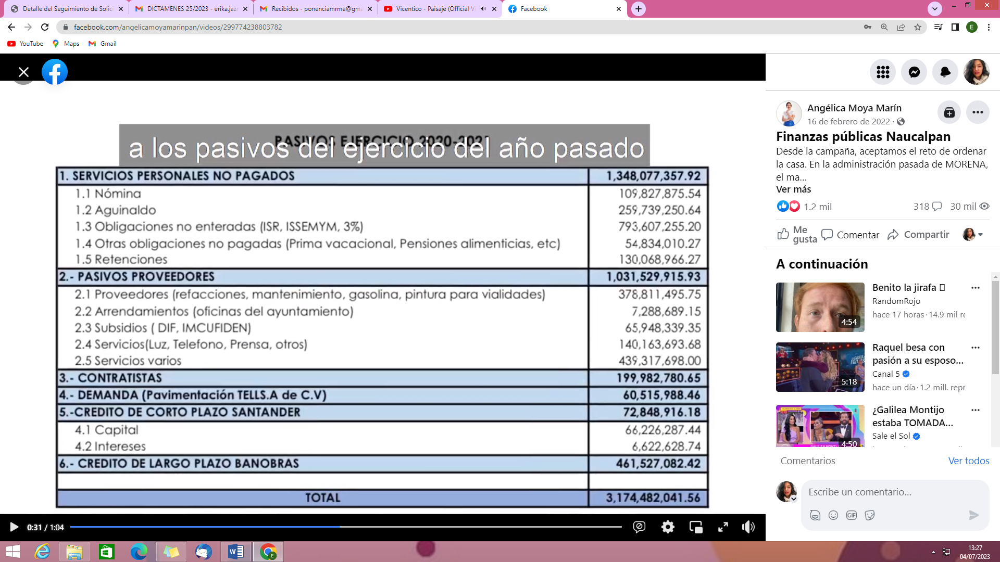 Detalle del Seguimiento de Solici
DICTAMENES 25/2023 - erika.jazm
Recibidos - ponenciamrma@gma
Vicentico - Paisaje (Official Vi
Facebook
facebook.com/angelicamoyamarinpan/videos/299774238803782
E
YouTube
Maps
Gmail
PASIVOS EJERCICIO 2020-2021
a los pasivos del ejercicio del año pasado
1. SERVICIOS PERSONALES NO PAGADOS 1,348,077,357.92
1.1 Nómina 109,827,875.54
1.2 Aguinaldo 259,739,250.64
1.3 Obligaciones no enteradas (ISR, ISSEMYM, 3%) 793,607,255.20
1.4 Otras obligaciones no pagadas (Prima vacacional, Pensiones alimenticias, etc) 54,834,010.27
1.5 Retenciones 130,068,966.27
2.- PASIVOS PROVEEDORES 1,031,529,915.93
2.1 Proveedores (refacciones, mantenimiento, gasolina, pintura para vialidades) 378,811,495.75
2.2 Arrendamientos (oficinas del ayuntamiento) 7,288,689.15
2.3 Subsidios ( DIF, IMCUFIDEN) 65,948,339.35
2.4 Servicios(Luz, Telefono, Prensa, otros) 140,163,693.68
2.5 Servicios varios 439,317,698.00
3.- CONTRATISTAS 199,982,780.65
4.- DEMANDA (Pavimentación TELLS.A de C.V) 60,515,988.46
5.-CREDITO DE CORTO PLAZO SANTANDER 72,848,916.18
4.1 Capital 66,226,287.44
4.2 Intereses 6,622,628.74
6.- CREDITO DE LARGO PLAZO BANOBRAS 461,527,082.42
TOTAL 3,174,482,041.56
0:31 / 1:04
Angélica Moya Marín
16 de febrero de 2022 ·
Finanzas públicas Naucalpan
Desde la campaña, aceptamos el reto de ordenar
la casa. En la administración pasada de MORENA,
el ma...
Ver más
1.2 mil 318 30 mil
Me gusta
Comentar
Compartir
A continuación
Benito la jirafa
RandomRojo
hace 17 horas · 14.9 mil re
4:54
Raquel besa con
pasión a su esposo...
Canal 5
hace un día · 1.2 mill. repr
5:18
¿Galilea Montijo
estaba TOMADA...
Sale el Sol
4:50
Comentarios Ver todos
Escribe un comentario...
GIF
13:27
04/07/2023